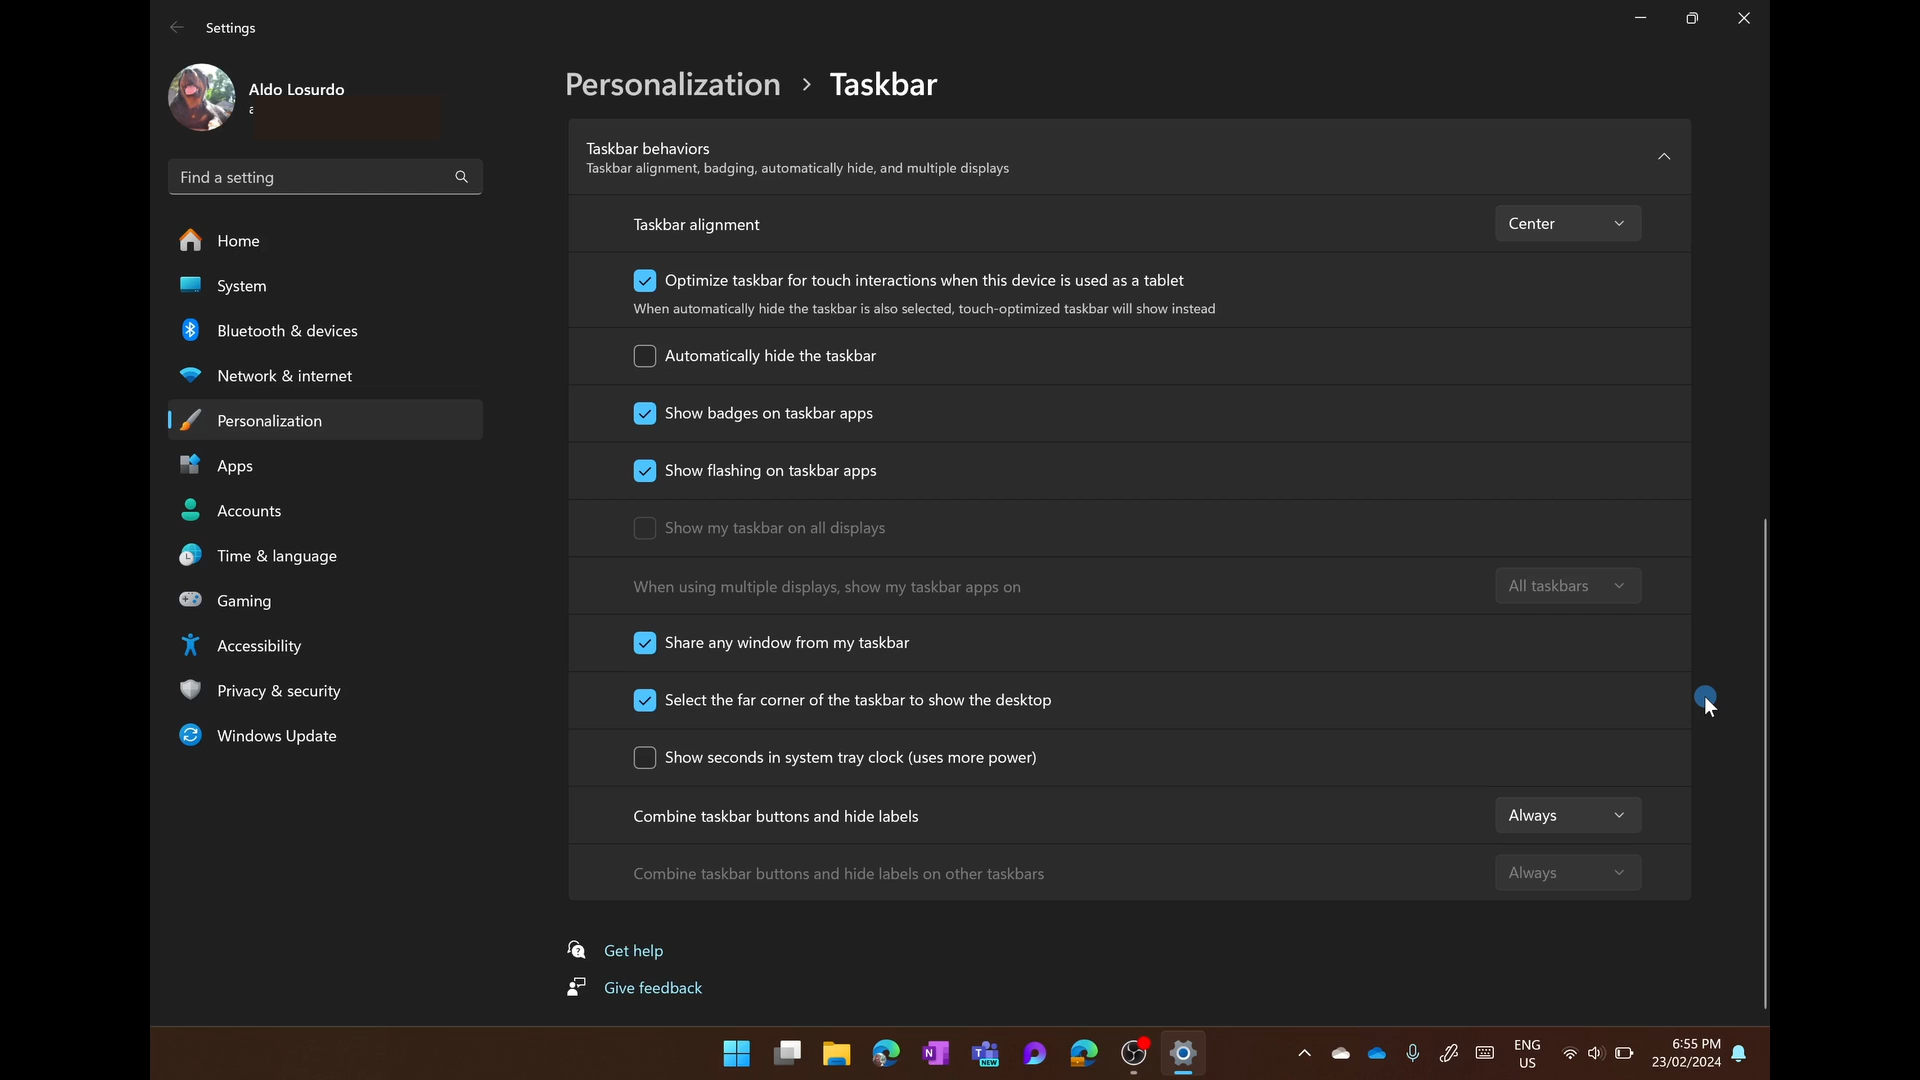 Settings
Aldo Losurdo
a
Find a setting
Home
System
Bluetooth & devices
Network & internet
Personalization
Apps
Accounts
Time & language
Gaming
Accessibility
Privacy & security
Windows Update
Personalization > Taskbar
Taskbar behaviors
Taskbar alignment, badging, automatically hide, and multiple displays
Taskbar alignment Center
Optimize taskbar for touch interactions when this device is used as a tablet
When automatically hide the taskbar is also selected, touch-optimized taskbar will show instead
Automatically hide the taskbar
Show badges on taskbar apps
Show flashing on taskbar apps
Show my taskbar on all displays
When using multiple displays, show my taskbar apps on All taskbars
Share any window from my taskbar
Select the far corner of the taskbar to show the desktop
Show seconds in system tray clock (uses more power)
Combine taskbar buttons and hide labels Always
Combine taskbar buttons and hide labels on other taskbars Always
Get help
Give feedback
N
NEW
ENG
US
6:55 PM
23/02/2024